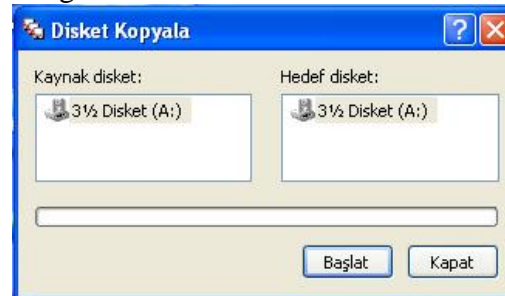 Disket Kopyala
Kaynak disket: Hedef disket:
3½ Disket (A:) 3½ Disket (A:)
Başlat Kapat